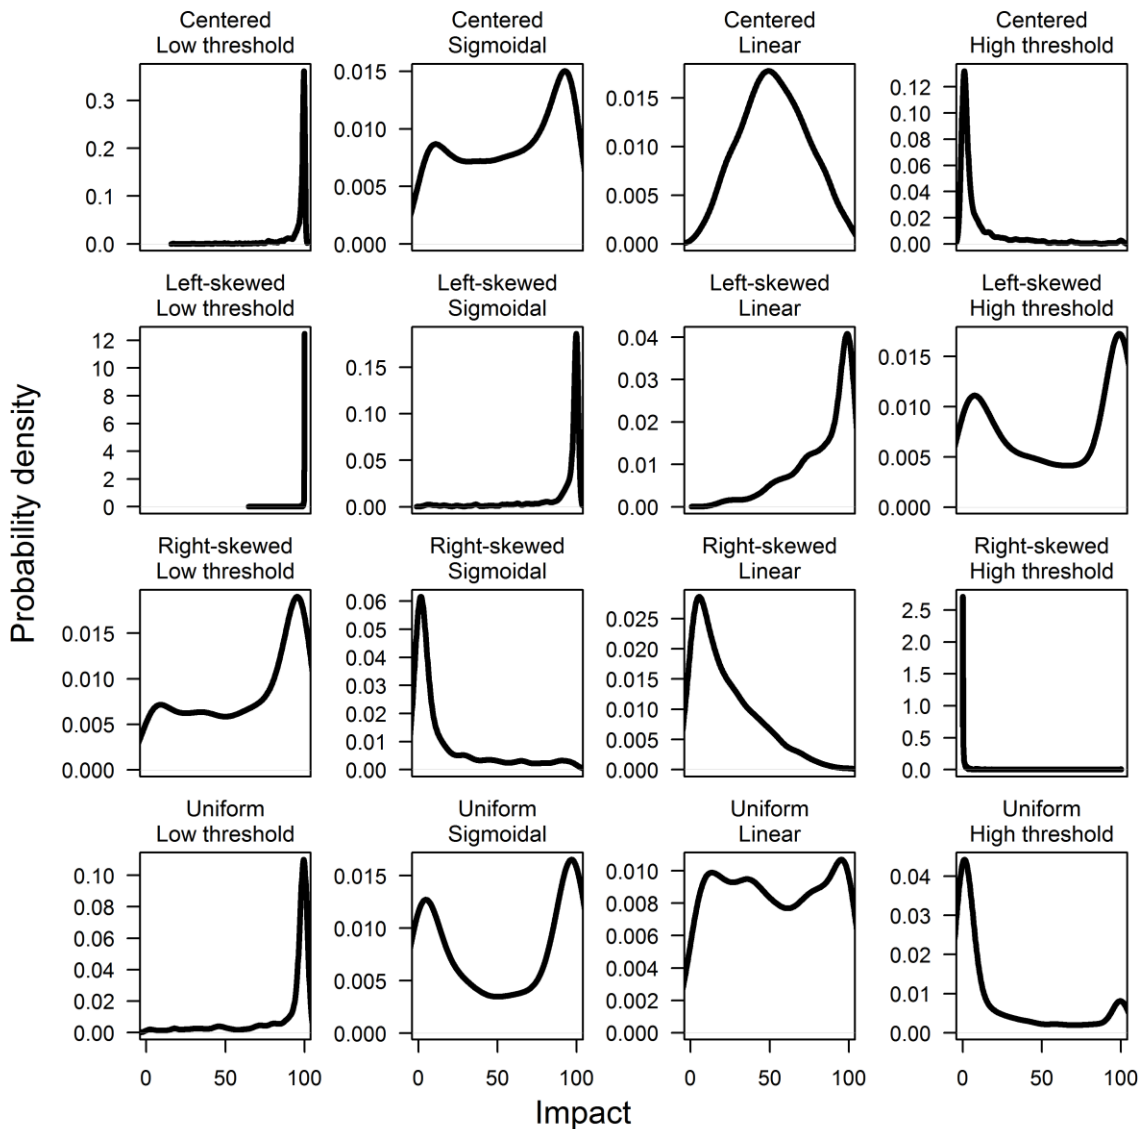 Centered
Low threshold
Centered
Sigmoidal
Centered
Linear
Centered
High threshold
0.3
0.2
0.1
0.0
0.015
0.010
0.005
0.000
0.015
0.010
0.005
0.000
0.12
0.10
0.08
0.06
0.04
0.02
0.00
Left-skewed
Low threshold
Left-skewed
Sigmoidal
Left-skewed
Linear
Left-skewed
High threshold
12
10
8
6
4
2
0
0.15
0.10
0.05
0.00
0.04
0.03
0.02
0.01
0.00
0.015
0.010
0.005
0.000
Probability density
Right-skewed
Low threshold
Right-skewed
Sigmoidal
Right-skewed
Linear
Right-skewed
High threshold
0.015
0.010
0.005
0.000
0.06
0.05
0.04
0.03
0.02
0.01
0.00
0.025
0.020
0.015
0.010
0.005
0.000
2.5
2.0
1.5
1.0
0.5
0.0
Uniform
Low threshold
Uniform
Sigmoidal
Uniform
Linear
Uniform
High threshold
0.10
0.08
0.06
0.04
0.02
0.00
0.015
0.010
0.005
0.000
0.010
0.008
0.006
0.004
0.002
0.000
0.04
0.03
0.02
0.01
0.00
0 50 100
0 50 100
0 50 100
0 50 100
Impact